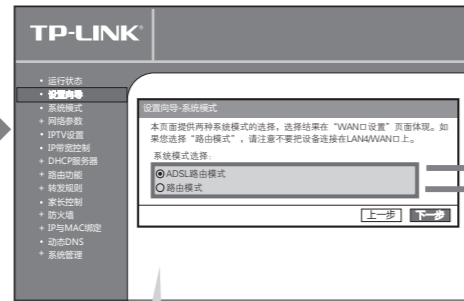 TP-LINK
• 运行状态
• 设置向导
• 系统模式
+ 网络参数
• IPTV设置
• IP带宽控制
+ DHCP服务器
+ 路由功能
+ 转发规则
• 家长控制
+ 防火墙
+ IP与MAC绑定
• 动态DNS
+ 系统管理
设置向导-系统模式
本页面提供两种系统模式的选择，选择结果在“WAN口设置”页面体现。如
果您选择“路由模式”，请注意不要把设备连接在LAN4/WAN口上。
系统模式选择:
ADSL路由模式
路由模式
上一步 下一步